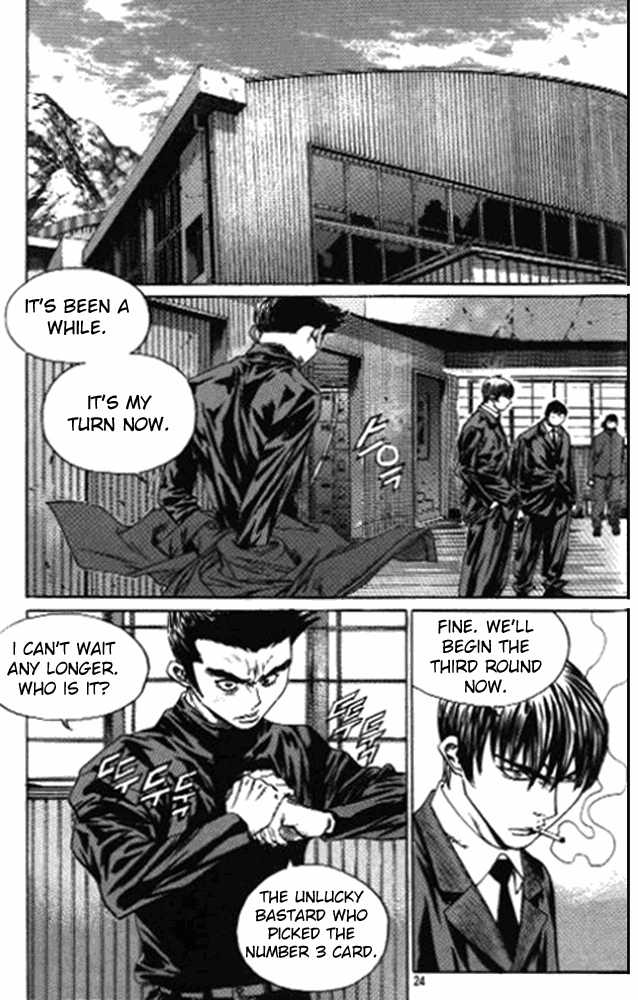 IT'S BEEN A
WHILE.
IT'S MY
TURN NOW.
I CAN'T WAIT
ANY LONGER.
WHO IS IT?
FINE. WE'LL
BEGIN THE
THIRD ROUND
NOW.
THE UNLUCKY
BASTARD WHO
PICKED THE
NUMBER 3 CARD.
24